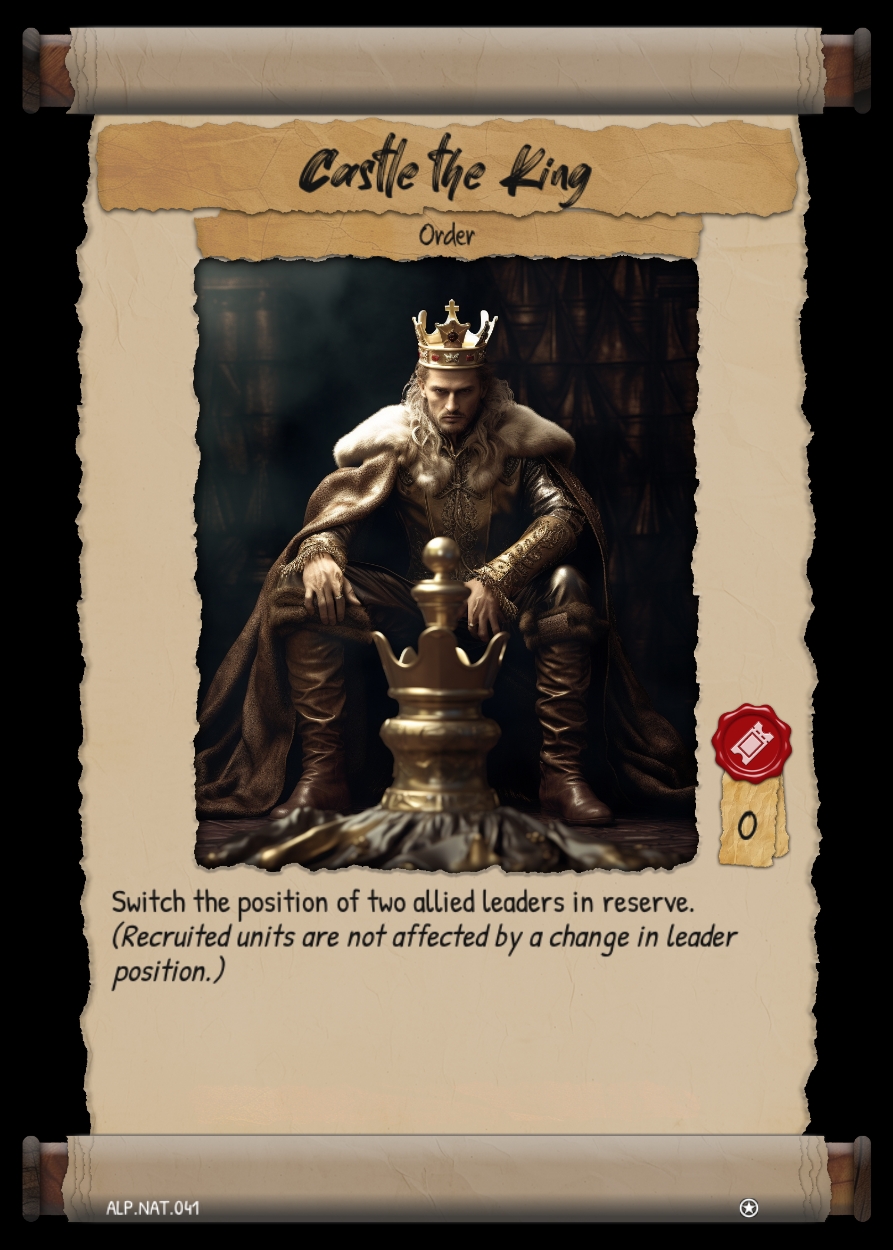 Castle the King
Order
0
Switch the position of two allied leaders in reserve.
(Recruited units are not affected by a change in leader
position.)
ALP.NAT.041